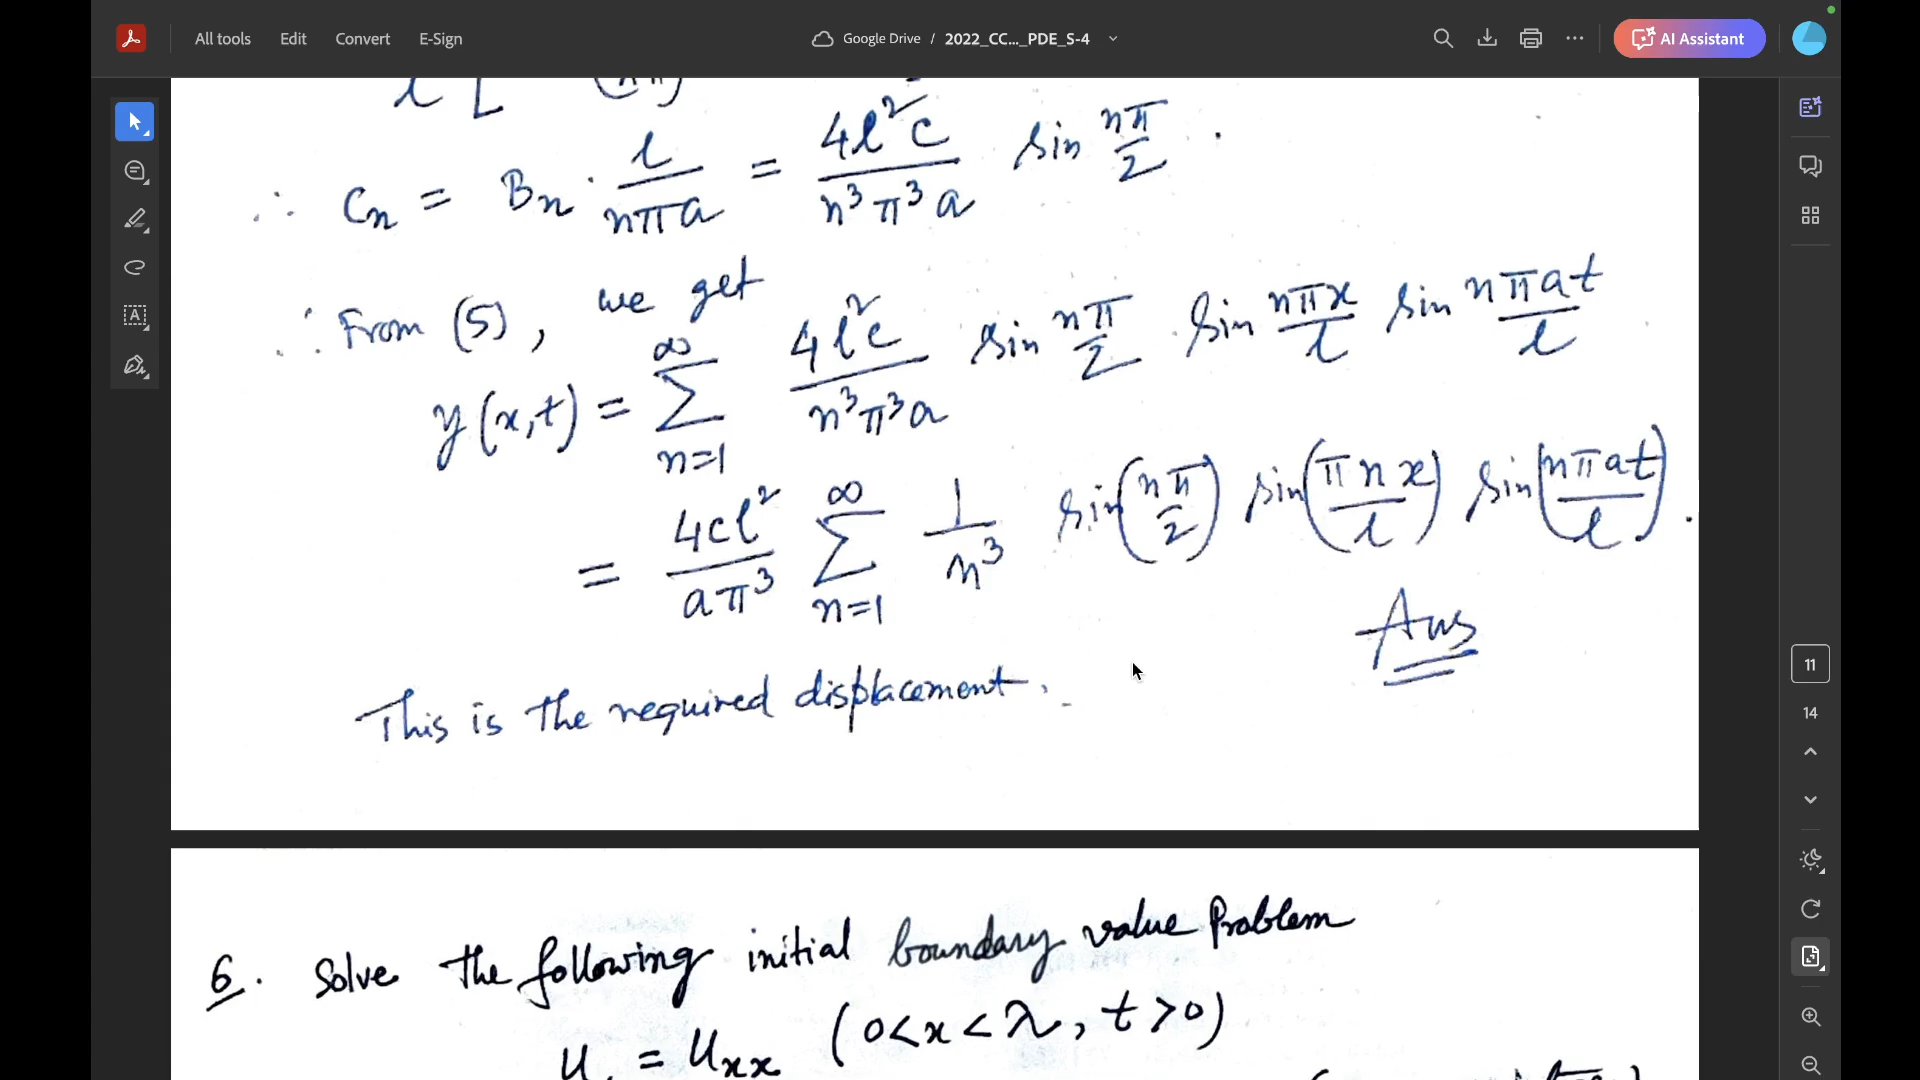 All tools Edit Convert E-Sign Google Drive / 2022_CC..._PDE_S-4 AI Assistant
∴ Cn = Bn · l/(nπa) = 4l²c/(n³π³a) sin nπ/2 .
∴ From (5), we get
y(x,t) = ∑_{n=1}^{∞} 4l²c/(n³π³a) sin nπ/2 · sin nπx/l sin nπat/l
= 4cl²/(aπ³) ∑_{n=1}^{∞} 1/n³ sin(nπ/2) sin(πnx/l) sin(nπat/l) .
Ans
This is the required displacement.
6. Solve the following initial boundary value Problem
= Uxx (0<x<λ, t>0)
11
14